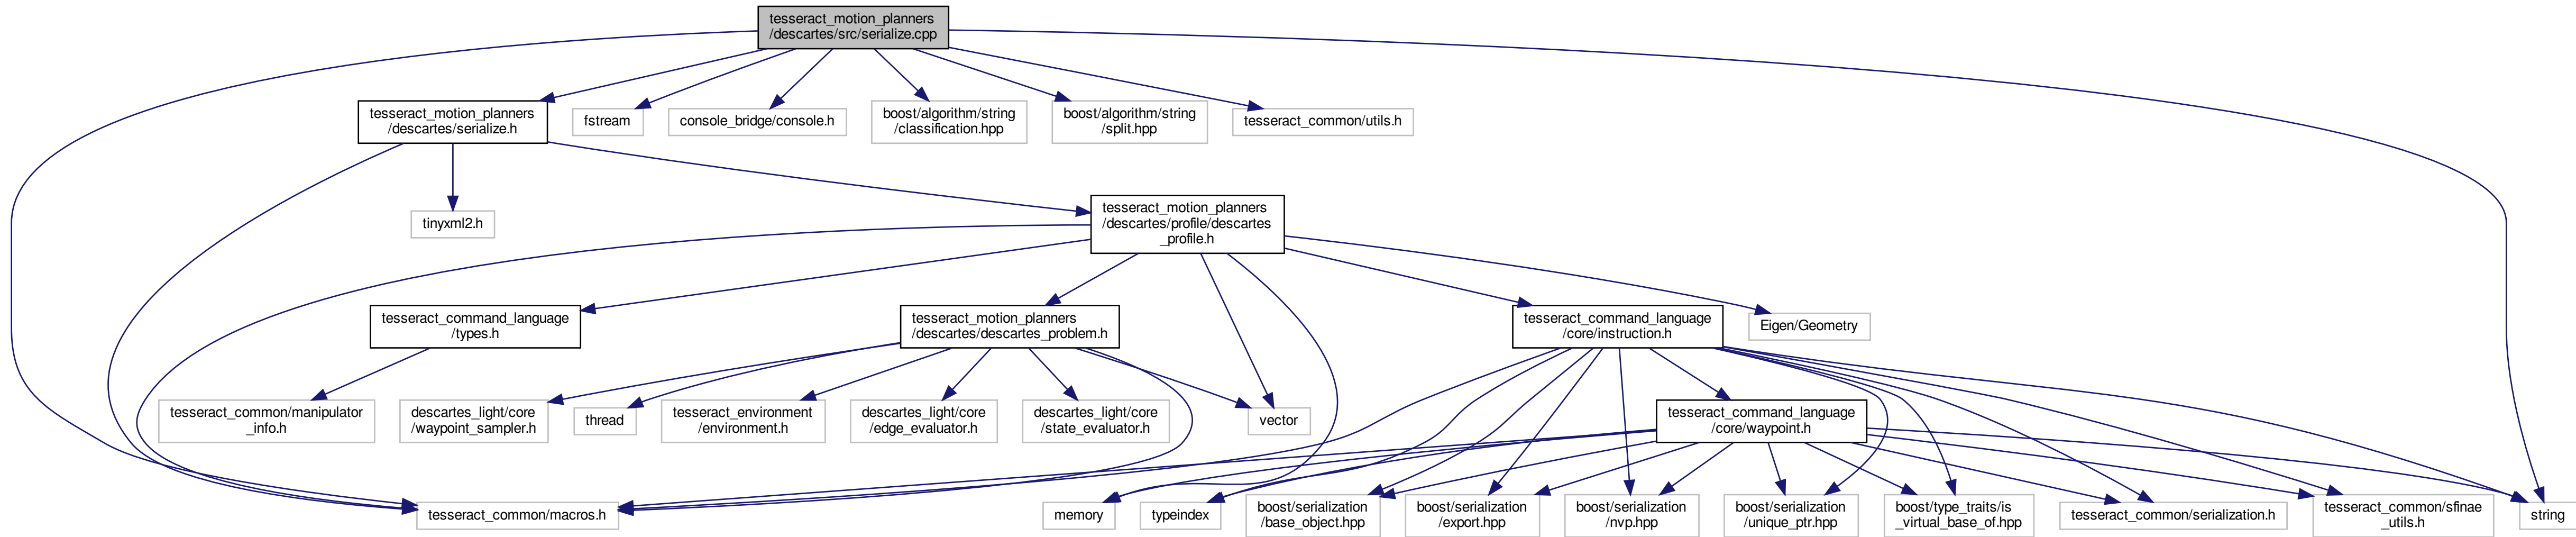 tesseract_motion_planners
/descartes/src/serialize.cpp
tesseract_motion_planners
/descartes/serialize.h
fstream
console_bridge/console.h
boost/algorithm/string
/classification.hpp
boost/algorithm/string
/split.hpp
tesseract_common/utils.h
tinyxml2.h
tesseract_motion_planners
/descartes/profile/descartes
_profile.h
tesseract_command_language
/types.h
tesseract_motion_planners
/descartes/descartes_problem.h
tesseract_command_language
/core/instruction.h
Eigen/Geometry
tesseract_common/manipulator
_info.h
descartes_light/core
/waypoint_sampler.h
thread
tesseract_environment
/environment.h
descartes_light/core
/edge_evaluator.h
descartes_light/core
/state_evaluator.h
vector
tesseract_command_language
/core/waypoint.h
tesseract_common/macros.h
memory
typeindex
boost/serialization
/base_object.hpp
boost/serialization
/export.hpp
boost/serialization
/nvp.hpp
boost/serialization
/unique_ptr.hpp
boost/type_traits/is
_virtual_base_of.hpp
tesseract_common/serialization.h
tesseract_common/sfinae
_utils.h
string